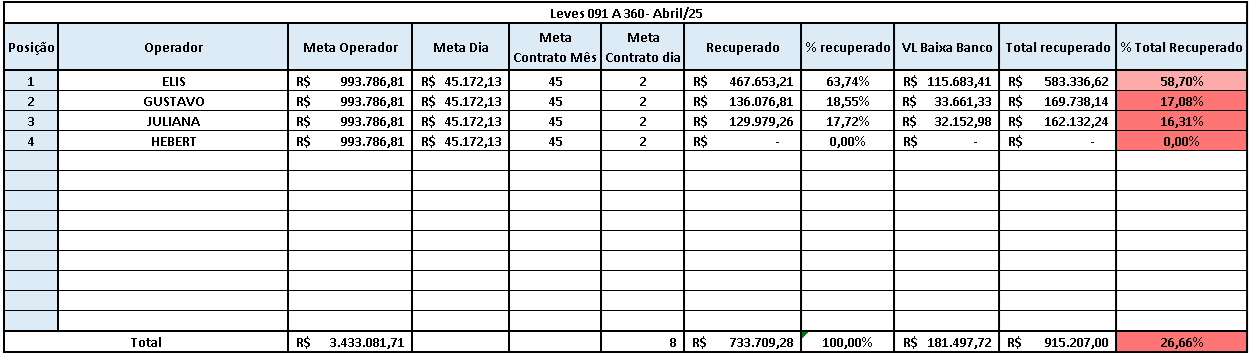 Leves 091 A 360- Abril/25
Posição Operador Meta Operador Meta Dia Meta Contrato Mês Meta Contrato dia Recuperado % recuperado VL Baixa Banco Total recuperado % Total Recuperado
1 ELIS R$ 993.786,81 R$ 45.172,13 45 2 R$ 467.653,21 63,74% R$ 115.683,41 R$ 583.336,62 58,70%
2 GUSTAVO R$ 993.786,81 R$ 45.172,13 45 2 R$ 136.076,81 18,55% R$ 33.661,33 R$ 169.738,14 17,08%
3 JULIANA R$ 993.786,81 R$ 45.172,13 45 2 R$ 129.979,26 17,72% R$ 32.152,98 R$ 162.132,24 16,31%
4 HEBERT R$ 993.786,81 R$ 45.172,13 45 2 R$ - 0,00% R$ - R$ - 0,00%
Total R$ 3.433.081,71 8 R$ 733.709,28 100,00% R$ 181.497,72 R$ 915.207,00 26,66%